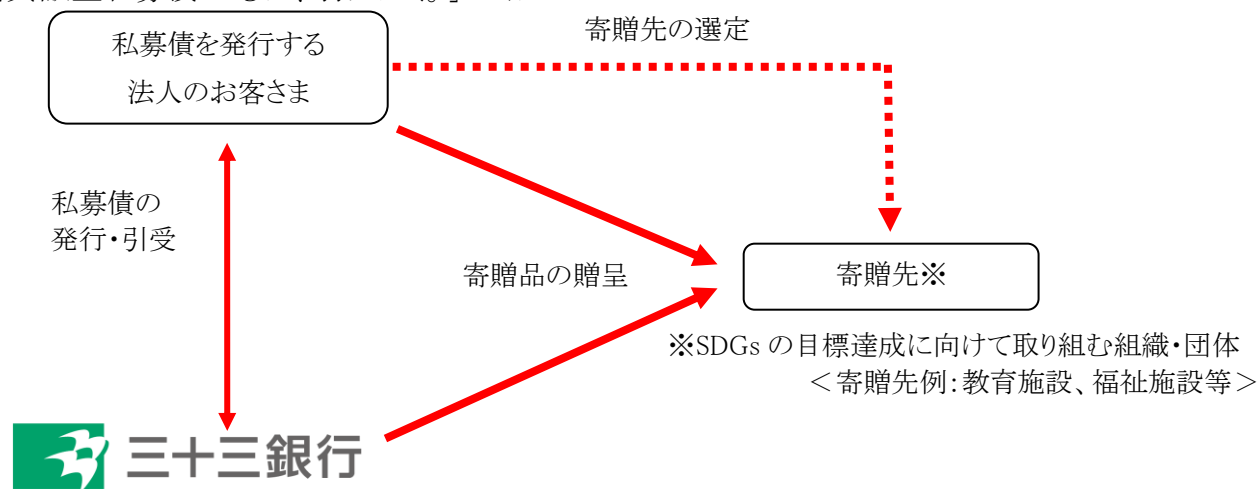 私募債を発行する
法人のお客さま
寄贈先の選定
私募債の
発行・引受
寄贈品の贈呈
寄贈先※
※SDGs の目標達成に向けて取り組む組織・団体
＜寄贈先例：教育施設、福祉施設等＞
三十三銀行